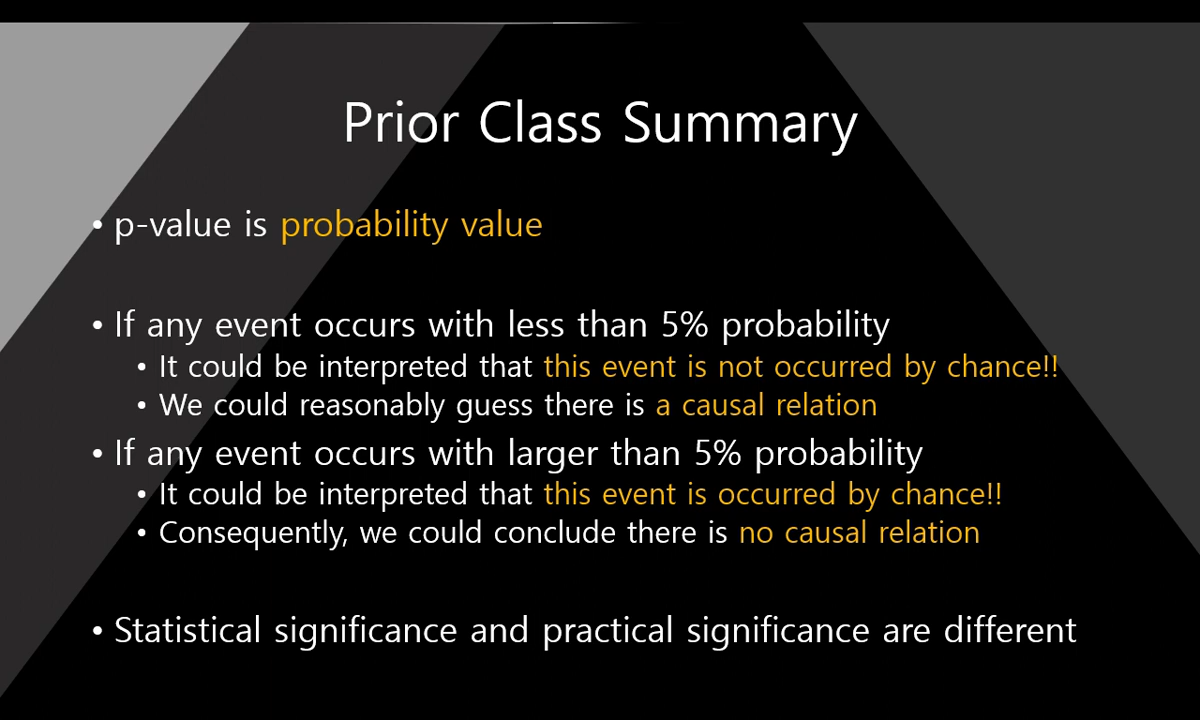 Prior Class Summary
• p-value is probability value
• If any event occurs with less than 5% probability
• It could be interpreted that this event is not occurred by chance!!
• We could reasonably guess there is a causal relation
• If any event occurs with larger than 5% probability
• It could be interpreted that this event is occurred by chance!!
• Consequently, we could conclude there is no causal relation
• Statistical significance and practical significance are different